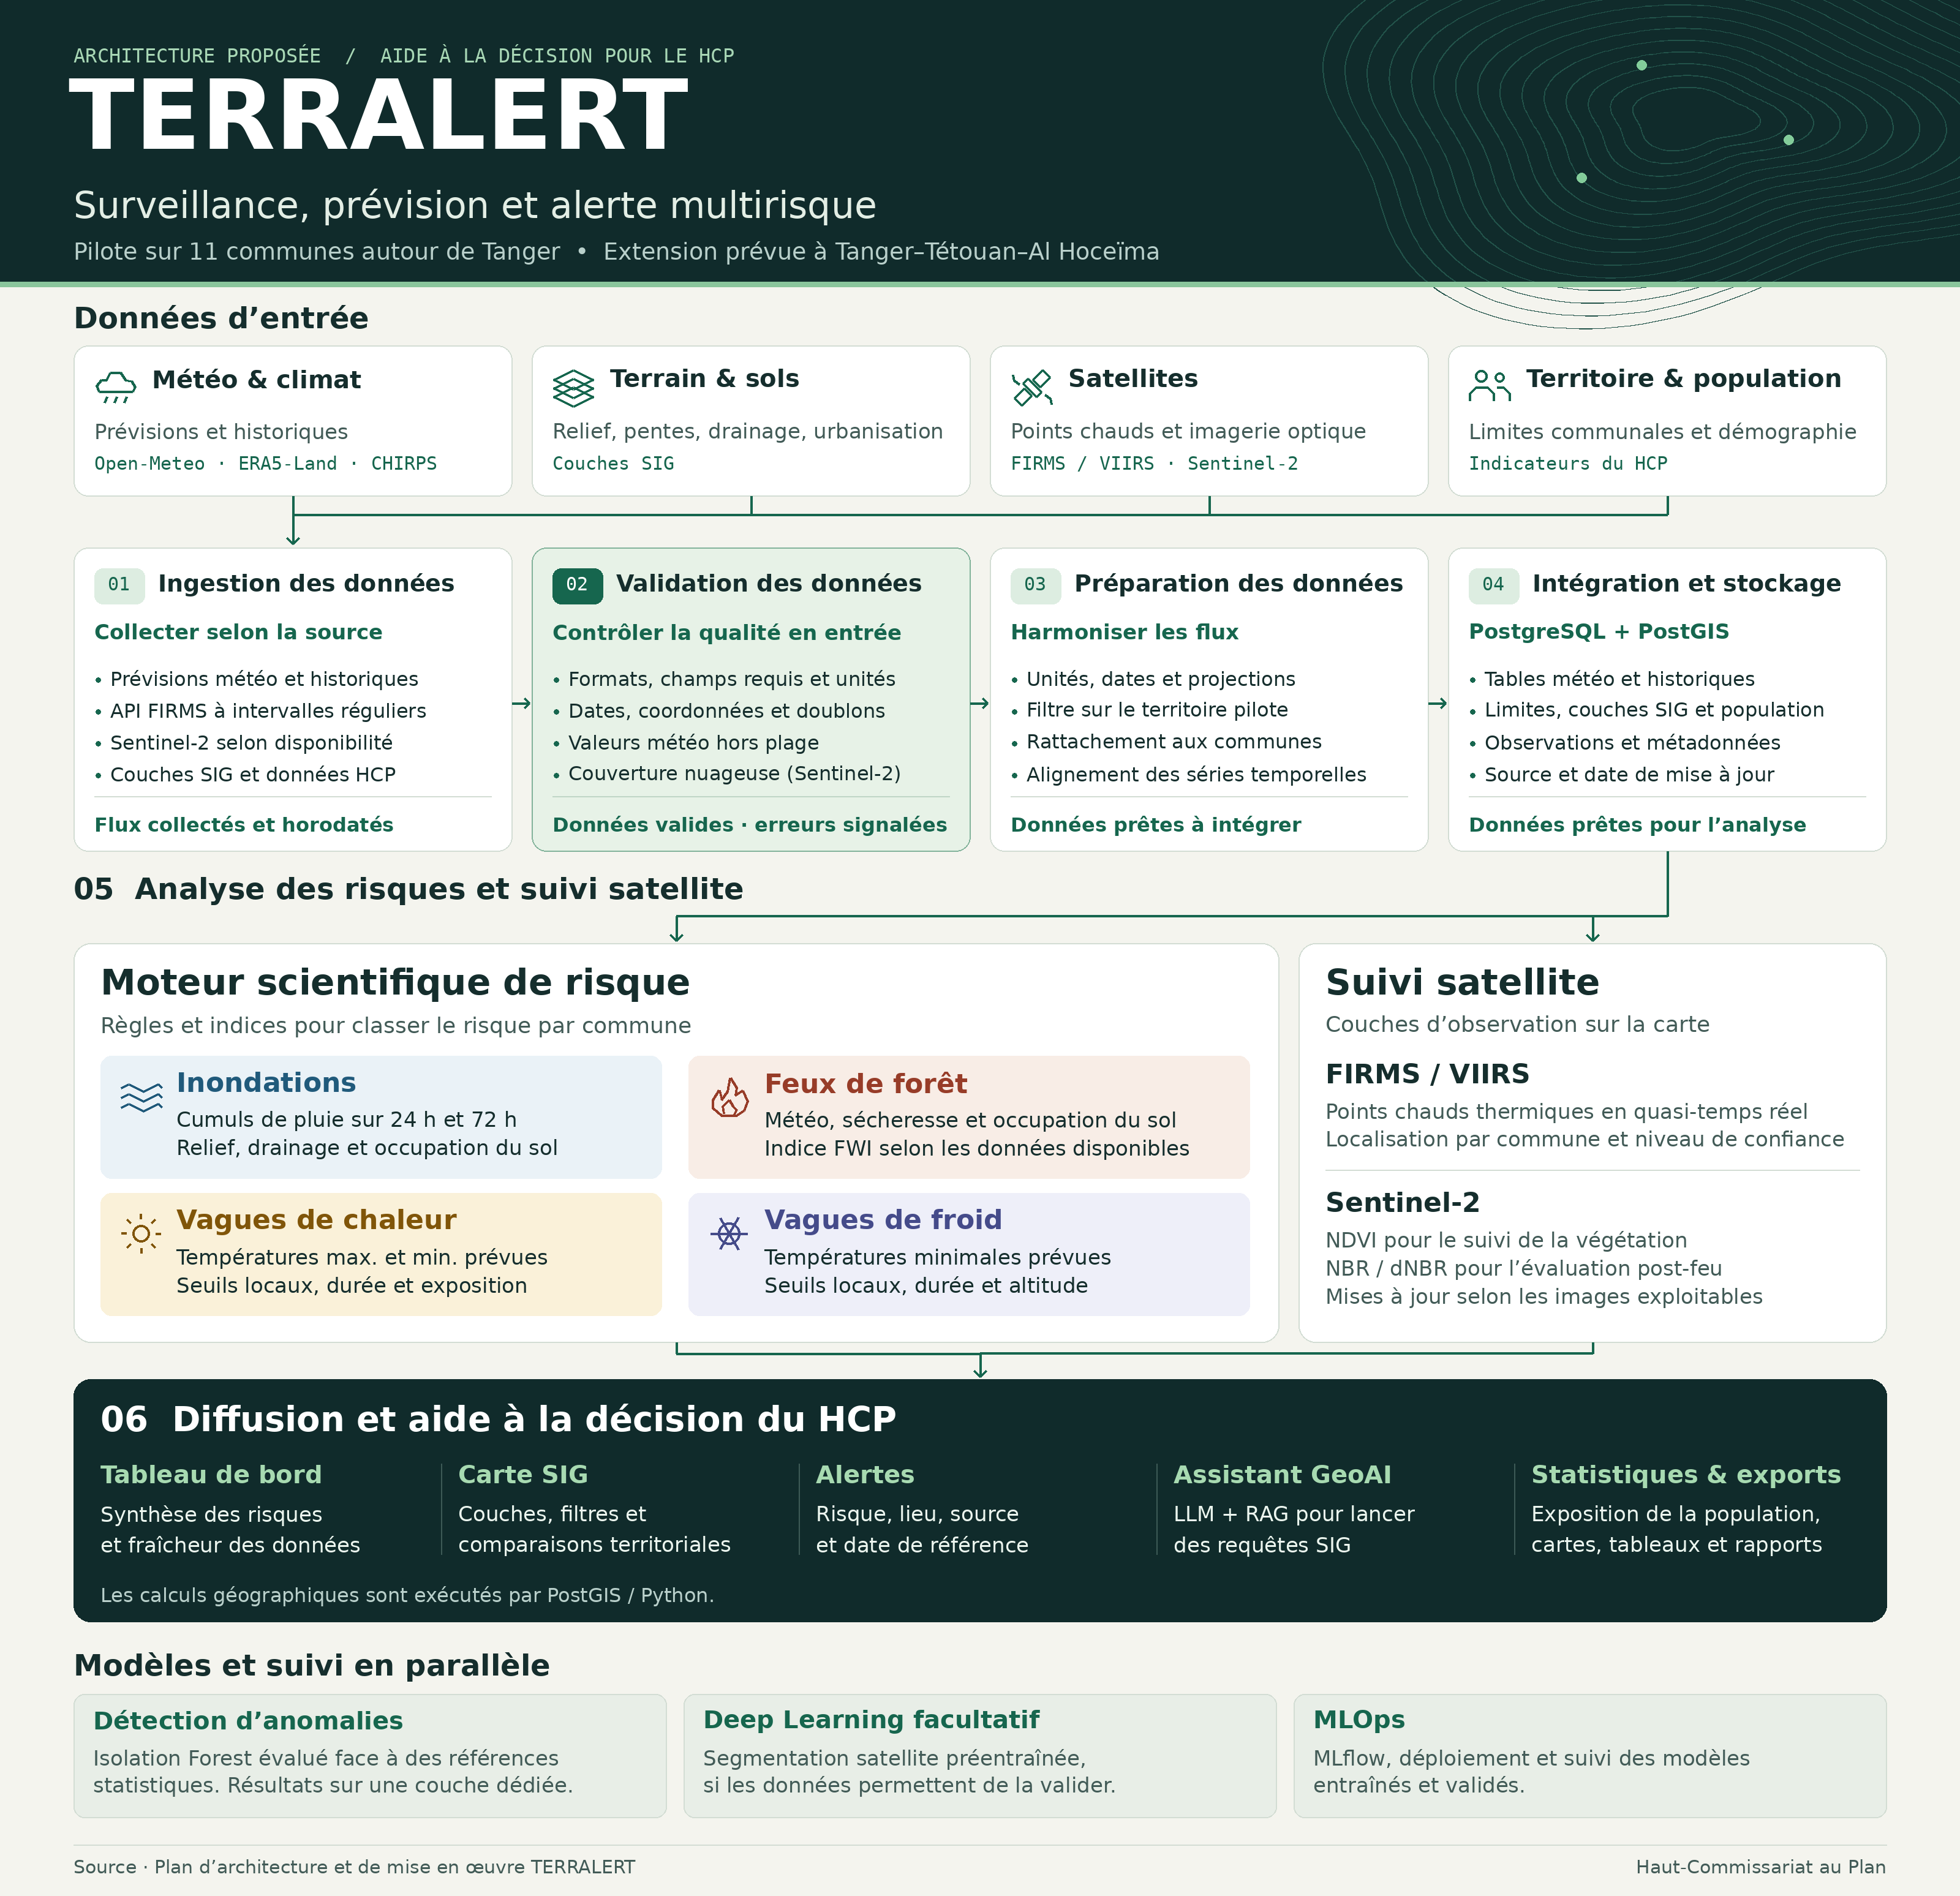 ARCHITECTURE PROPOSÉE / AIDE À LA DÉCISION POUR LE HCP
TERRALERT
Surveillance, prévision et alerte multirisque
Pilote sur 11 communes autour de Tanger • Extension prévue à Tanger–Tétouan–Al Hoceïma
Données d’entrée
Météo & climat
Prévisions et historiques
Open-Meteo · ERA5-Land · CHIRPS
Terrain & sols
Relief, pentes, drainage, urbanisation
Couches SIG
Satellites
Points chauds et imagerie optique
FIRMS / VIIRS · Sentinel-2
Territoire & population
Limites communales et démographie
Indicateurs du HCP
01 Ingestion des données
Collecter selon la source
• Prévisions météo et historiques
• API FIRMS à intervalles réguliers
• Sentinel-2 selon disponibilité
• Couches SIG et données HCP
Flux collectés et horodatés
02 Validation des données
Contrôler la qualité en entrée
• Formats, champs requis et unités
• Dates, coordonnées et doublons
• Valeurs météo hors plage
• Couverture nuageuse (Sentinel-2)
Données valides · erreurs signalées
03 Préparation des données
Harmoniser les flux
• Unités, dates et projections
• Filtre sur le territoire pilote
• Rattachement aux communes
• Alignement des séries temporelles
Données prêtes à intégrer
04 Intégration et stockage
PostgreSQL + PostGIS
• Tables météo et historiques
• Limites, couches SIG et population
• Observations et métadonnées
• Source et date de mise à jour
Données prêtes pour l’analyse
05 Analyse des risques et suivi satellite
Moteur scientifique de risque
Règles et indices pour classer le risque par commune
Inondations
Cumuls de pluie sur 24 h et 72 h
Relief, drainage et occupation du sol
Feux de forêt
Météo, sécheresse et occupation du sol
Indice FWI selon les données disponibles
Vagues de chaleur
Températures max. et min. prévues
Seuils locaux, durée et exposition
Vagues de froid
Températures minimales prévues
Seuils locaux, durée et altitude
Suivi satellite
Couches d’observation sur la carte
FIRMS / VIIRS
Points chauds thermiques en quasi-temps réel
Localisation par commune et niveau de confiance
Sentinel-2
NDVI pour le suivi de la végétation
NBR / dNBR pour l’évaluation post-feu
Mises à jour selon les images exploitables
06 Diffusion et aide à la décision du HCP
Tableau de bord
Synthèse des risques
et fraîcheur des données
Carte SIG
Couches, filtres et
comparaisons territoriales
Alertes
Risque, lieu, source
et date de référence
Assistant GeoAI
LLM + RAG pour lancer
des requêtes SIG
Statistiques & exports
Exposition de la population,
cartes, tableaux et rapports
Les calculs géographiques sont exécutés par PostGIS / Python.
Modèles et suivi en parallèle
Détection d’anomalies
Isolation Forest évalué face à des références
statistiques. Résultats sur une couche dédiée.
Deep Learning facultatif
Segmentation satellite préentraînée,
si les données permettent de la valider.
MLOps
MLflow, déploiement et suivi des modèles
entraînés et validés.
Source · Plan d’architecture et de mise en œuvre TERRALERT
Haut-Commissariat au Plan